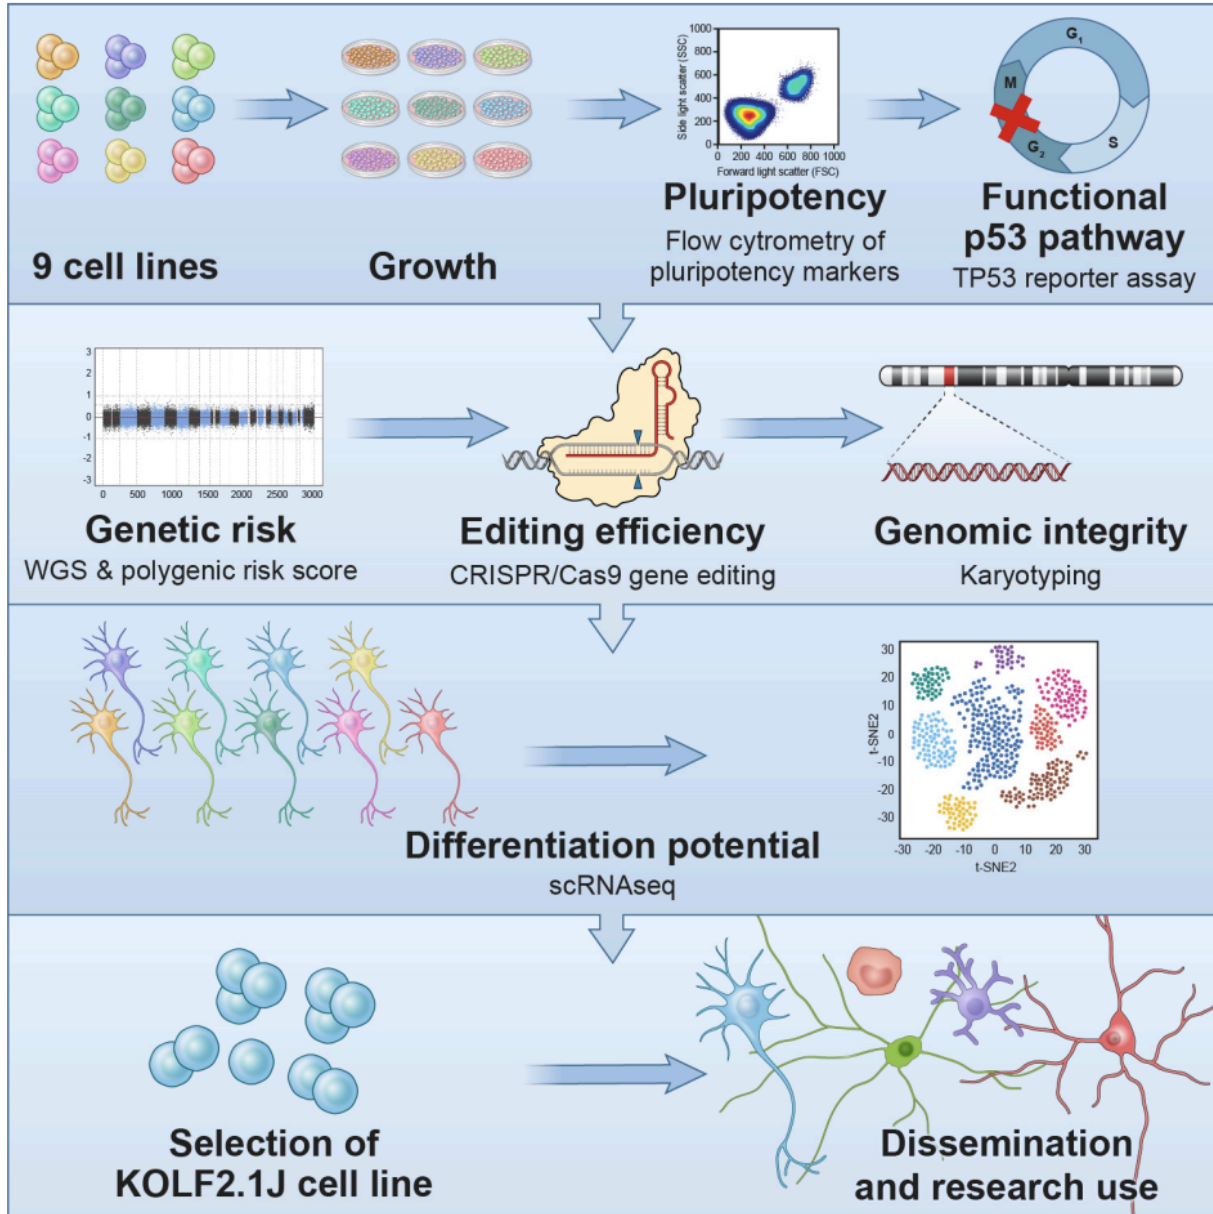 1000
800
600
400
200
0
Side light scatter (SSC)
0 200 400 600 800 1000
Forward light scatter (FSC)
G1
M
S
G2
9 cell lines
Growth
Pluripotency
Flow cytrometry of
pluripotency markers
Functional
p53 pathway
TP53 reporter assay
3
2
1
0
-1
-2
-3
0 500 1000 1500 2000 2500 3000
Genetic risk
WGS & polygenic risk score
Editing efficiency
CRISPR/Cas9 gene editing
Genomic integrity
Karyotyping
30
20
10
0
-10
-20
-30
t-SNE2
-30 -20 -10 0 10 20 30
t-SNE2
Differentiation potential
scRNAseq
Selection of
KOLF2.1J cell line
Dissemination
and research use